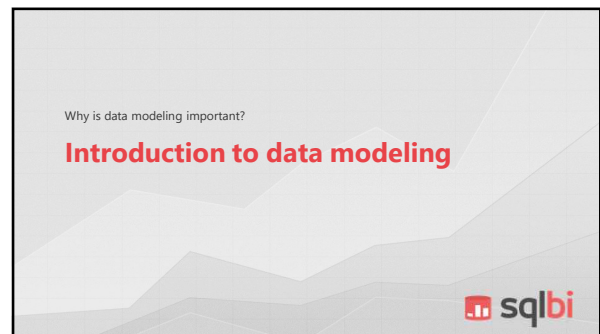 Why is data modeling important?
Introduction to data modeling
sqlbi